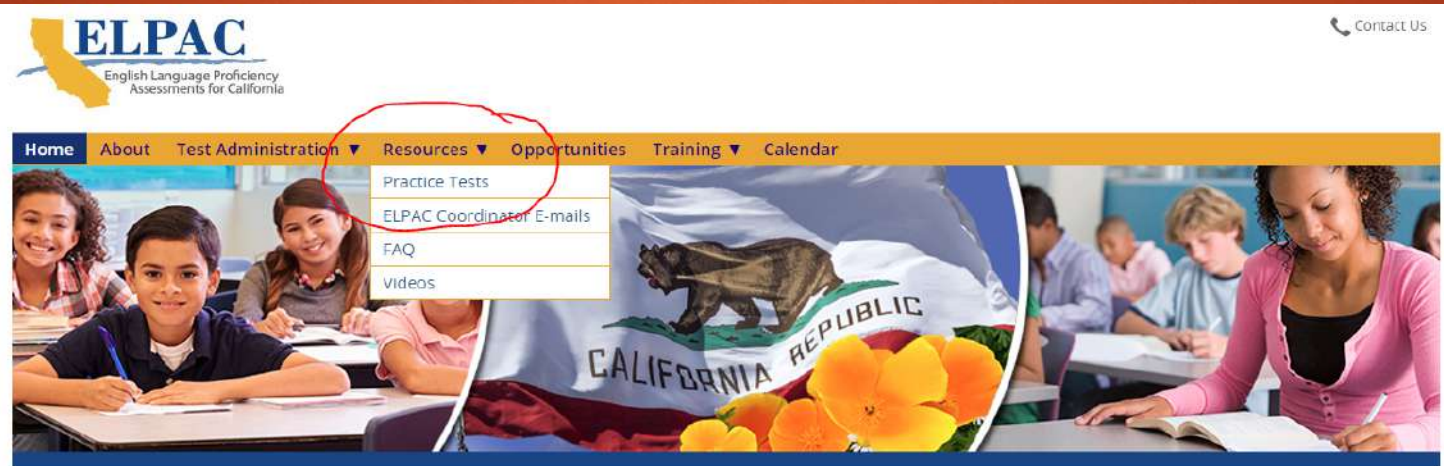 Contact Us
ELPAC
English Language Proficiency
Assessments for California
Home About Test Administration ▼ Resources ▼ Opportunities Training ▼ Calendar
Practice Tests
ELPAC Coordinator E-mails
FAQ
Videos
CALIFORNIA REPUBLIC